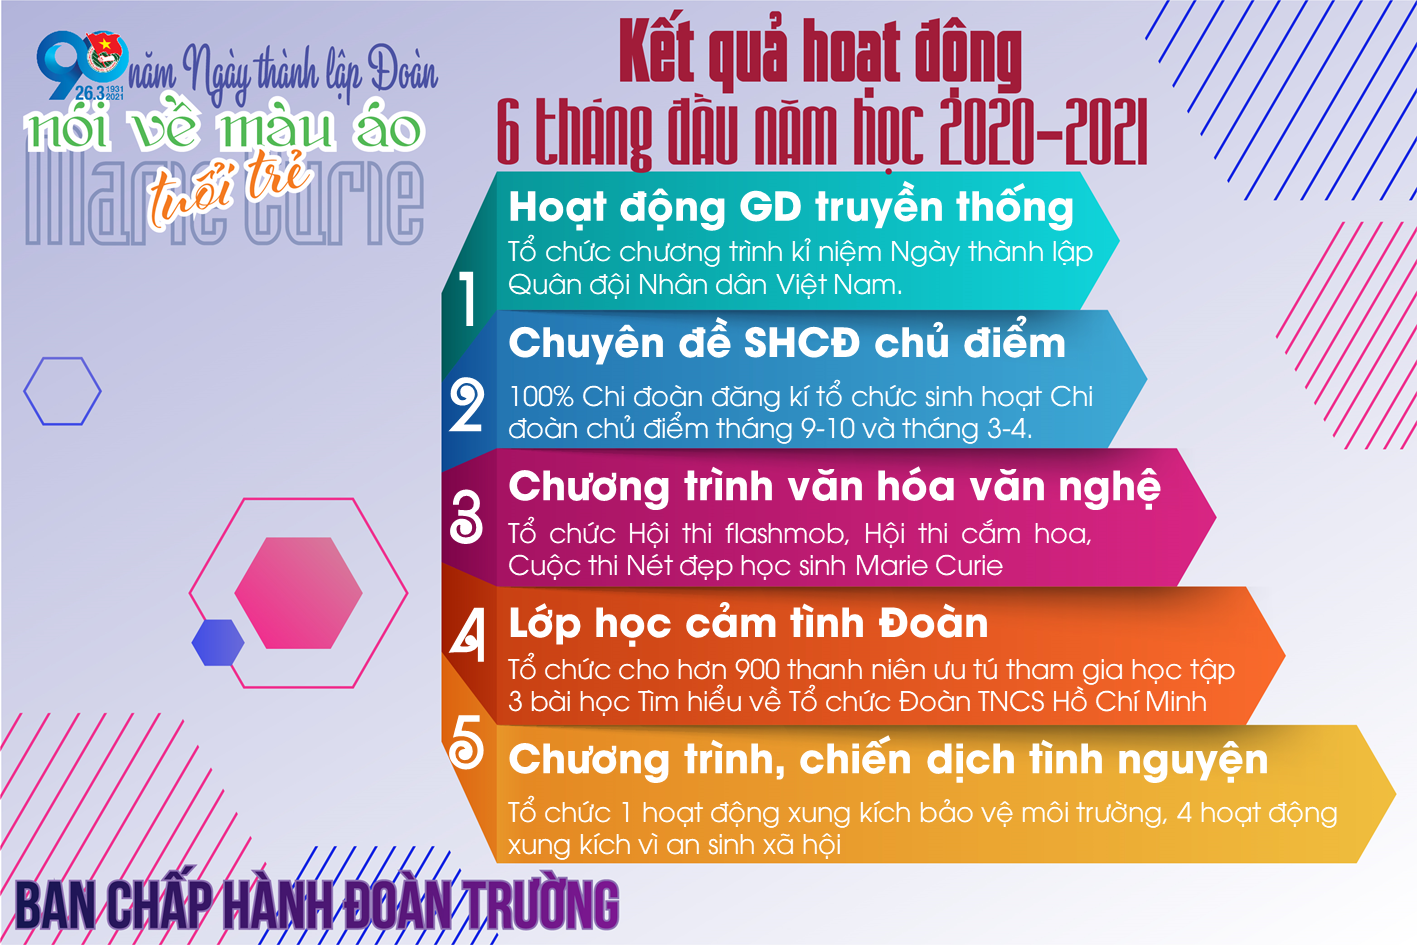 90 năm Ngày thành lập Đoàn
26.3 1931 2021
nói về màu áo
Marie Curie
tuổi trẻ
Kết quả hoạt động
6 tháng đầu năm học 2020-2021
1
Hoạt động GD truyền thống
Tổ chức chương trình kỉ niệm Ngày thành lập
Quân đội Nhân dân Việt Nam.
2
Chuyên đề SHCĐ chủ điểm
100% Chi đoàn đăng kí tổ chức sinh hoạt Chi
đoàn chủ điểm tháng 9-10 và tháng 3-4.
3
Chương trình văn hóa văn nghệ
Tổ chức Hội thi flashmob, Hội thi cắm hoa,
Cuộc thi Nét đẹp học sinh Marie Curie
4
Lớp học cảm tình Đoàn
Tổ chức cho hơn 900 thanh niên ưu tú tham gia học tập
3 bài học Tìm hiểu về Tổ chức Đoàn TNCS Hồ Chí Minh
5
Chương trình, chiến dịch tình nguyện
Tổ chức 1 hoạt động xung kích bảo vệ môi trường, 4 hoạt động
xung kích vì an sinh xã hội
BAN CHẤP HÀNH ĐOÀN TRƯỜNG